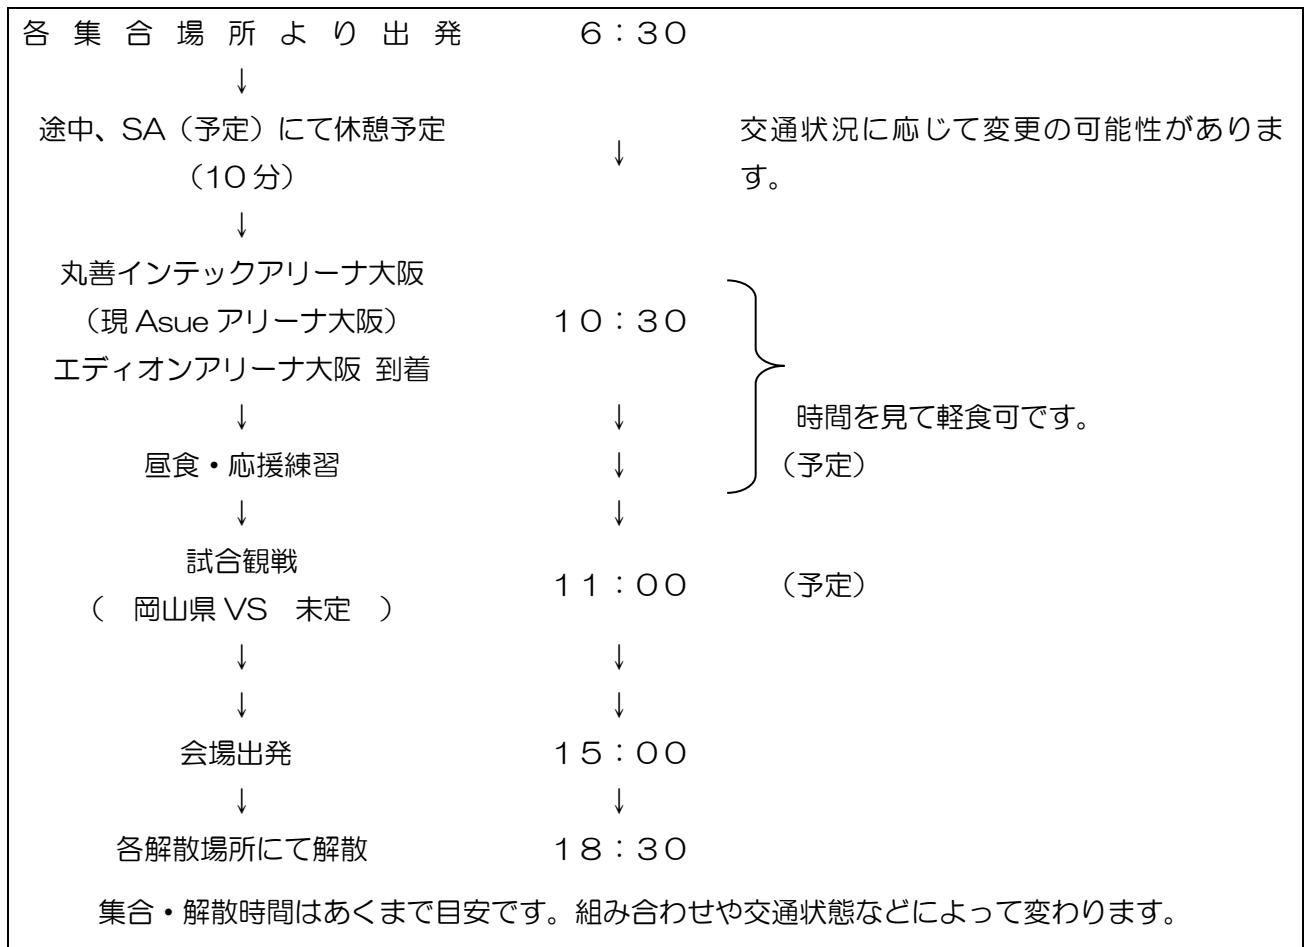 各集合場所より出発 ６：３０
↓
途中、SA（予定）にて休憩予定
（10分）
↓
交通状況に応じて変更の可能性がありま
す。
↓
丸善インテックアリーナ大阪
（現 Asue アリーナ大阪）
エディオンアリーナ大阪 到着
１０：３０
↓ ↓ 時間を見て軽食可です。
昼食・応援練習 ↓ （予定）
↓ ↓
試合観戦
（　岡山県 VS　未定　）
１１：００ （予定）
↓ ↓
↓ ↓
会場出発 １５：００
↓ ↓
各解散場所にて解散 １８：３０
集合・解散時間はあくまで目安です。組み合わせや交通状態などによって変わります。